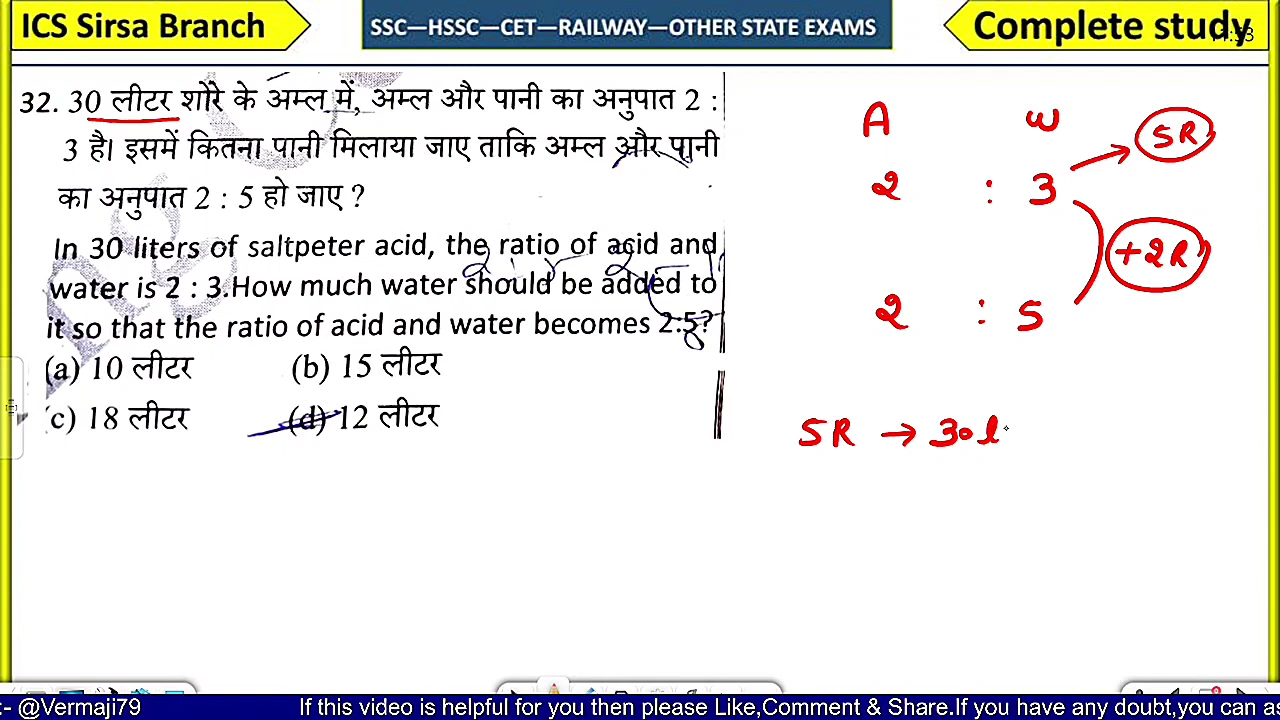 ICS Sirsa Branch
SSC—HSSC—CET—RAILWAY—OTHER STATE EXAMS
Complete study
32. 30 लीटर शोरे के अम्ल में, अम्ल और पानी का अनुपात 2 :
3 है। इसमें कितना पानी मिलाया जाए ताकि अम्ल और पानी
का अनुपात 2 : 5 हो जाए ?
In 30 liters of saltpeter acid, the ratio of acid and
water is 2 : 3.How much water should be added to
it so that the ratio of acid and water becomes 2:5?
(a) 10 लीटर (b) 15 लीटर
(c) 18 लीटर (d) 12 लीटर
A W
5R
2 : 3
+2R
2 : 5
5R → 30 l
:- @Vermaji79 If this video is helpful for you then please Like,Comment & Share.If you have any doubt,you can as